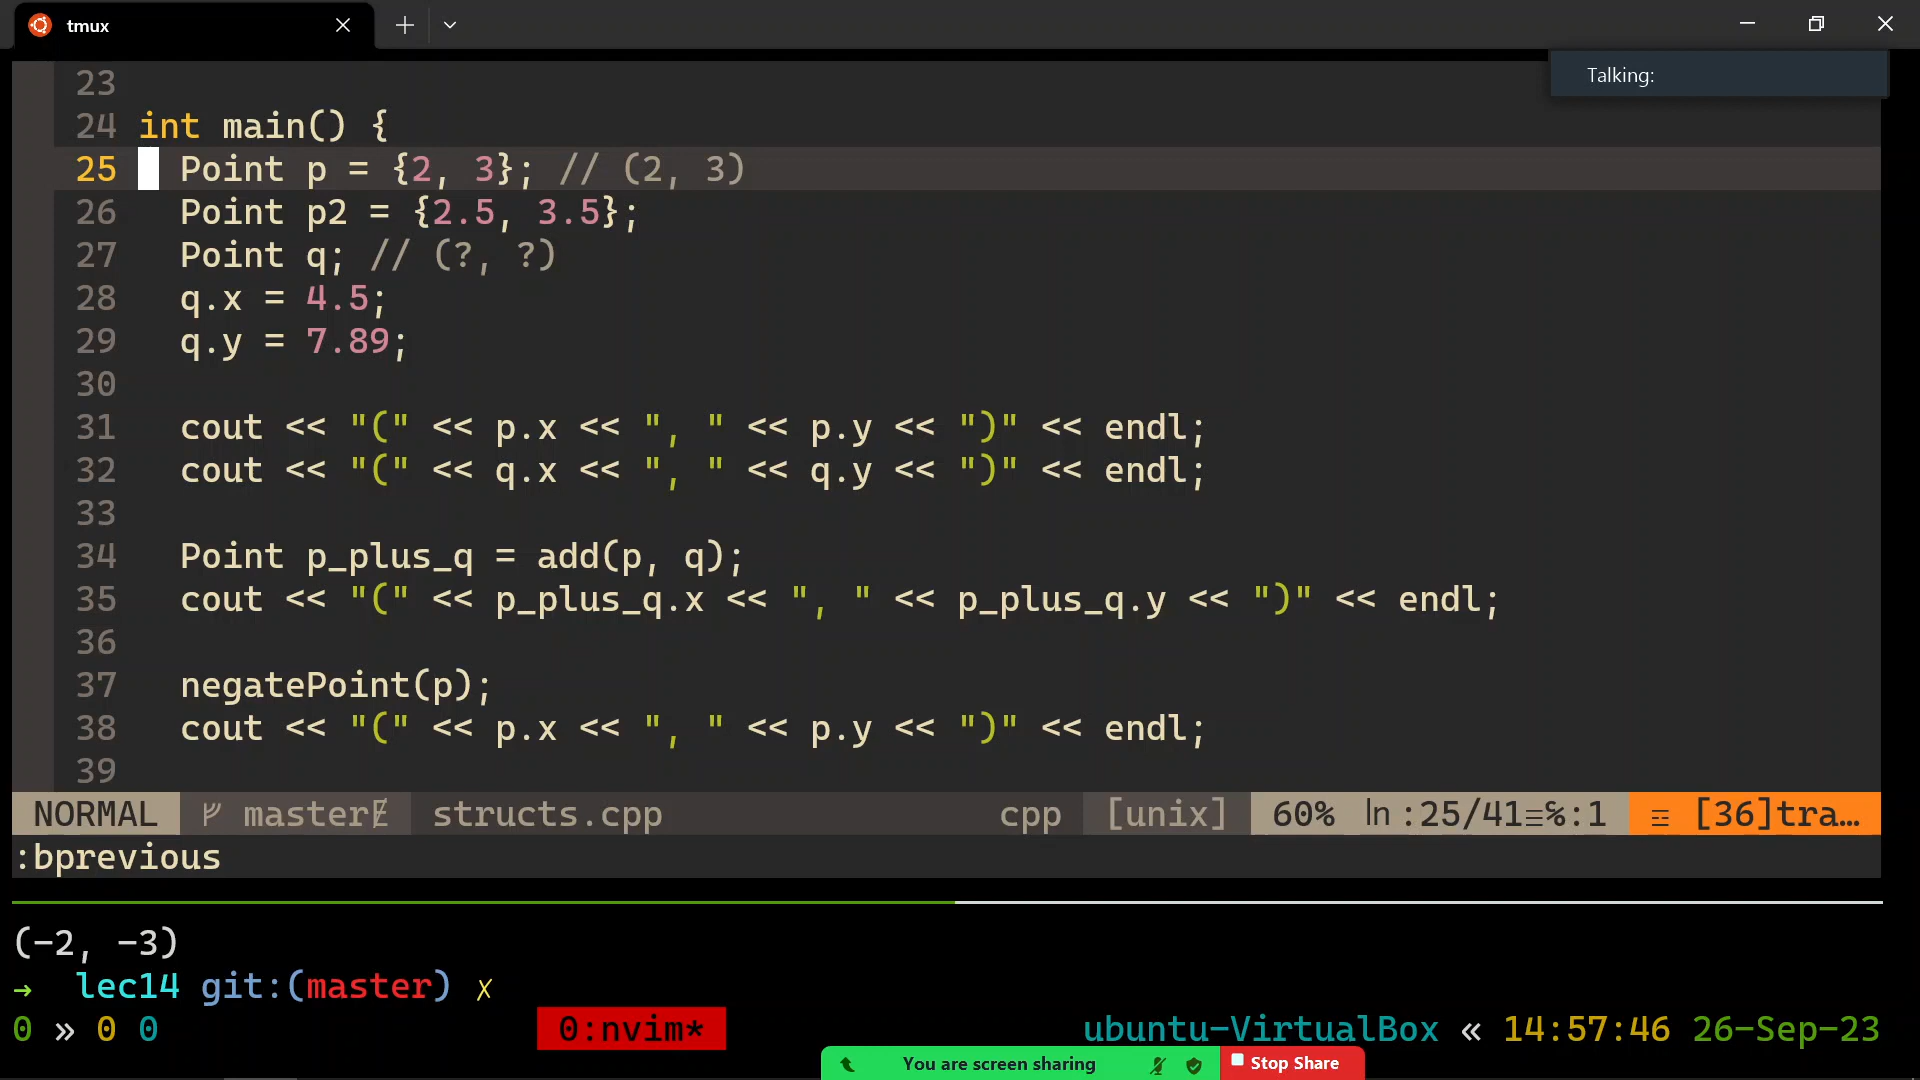 tmux
Talking:
23
24 int main() {
25   Point p = {2, 3}; // (2, 3)
26   Point p2 = {2.5, 3.5};
27   Point q; // (?, ?)
28   q.x = 4.5;
29   q.y = 7.89;
30
31   cout << "(" << p.x << ", " << p.y << ")" << endl;
32   cout << "(" << q.x << ", " << q.y << ")" << endl;
33
34   Point p_plus_q = add(p, q);
35   cout << "(" << p_plus_q.x << ", " << p_plus_q.y << ")" << endl;
36
37   negatePoint(p);
38   cout << "(" << p.x << ", " << p.y << ")" << endl;
39
NORMAL master structs.cpp cpp [unix] 60% ln :25/41≡℅:1 ☲ [36]tra…
:bprevious
(-2, -3)
→ lec14 git:(master) ✗
0 » 0 0 0:nvim* ubuntu-VirtualBox « 14:57:46 26-Sep-23
You are screen sharing Stop Share